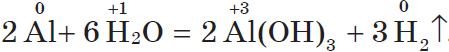 0 +1 +3 0
2 Al + 6 H₂O = 2 Al(OH)₃ + 3 H₂↑.